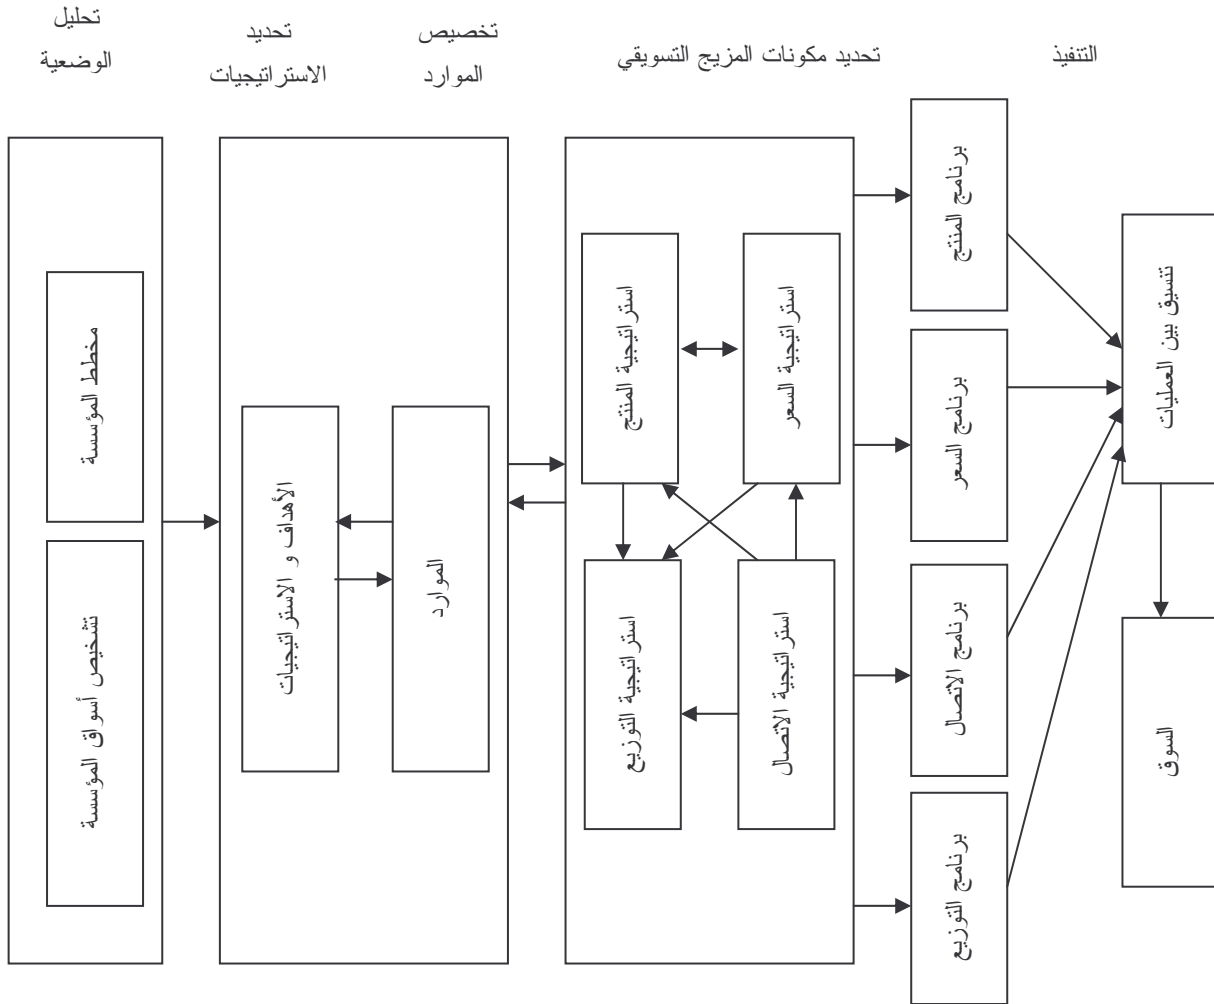 تحليل
الوضعية
تحديد
الاستراتيجيات
تخصيص
الموارد
تحديد مكونات المزيج التسويقي
التنفيذ
مخطط المؤسسة
تشخيص أسواق المؤسسة
الأهداف و الاستراتيجيات
الموارد
استراتيجية المنتج
استراتيجية السعر
استراتيجية التوزيع
استراتيجية الاتصال
برنامج المنتج
برنامج السعر
برنامج الاتصال
برنامج التوزيع
تنسيق بين العمليات
السوق